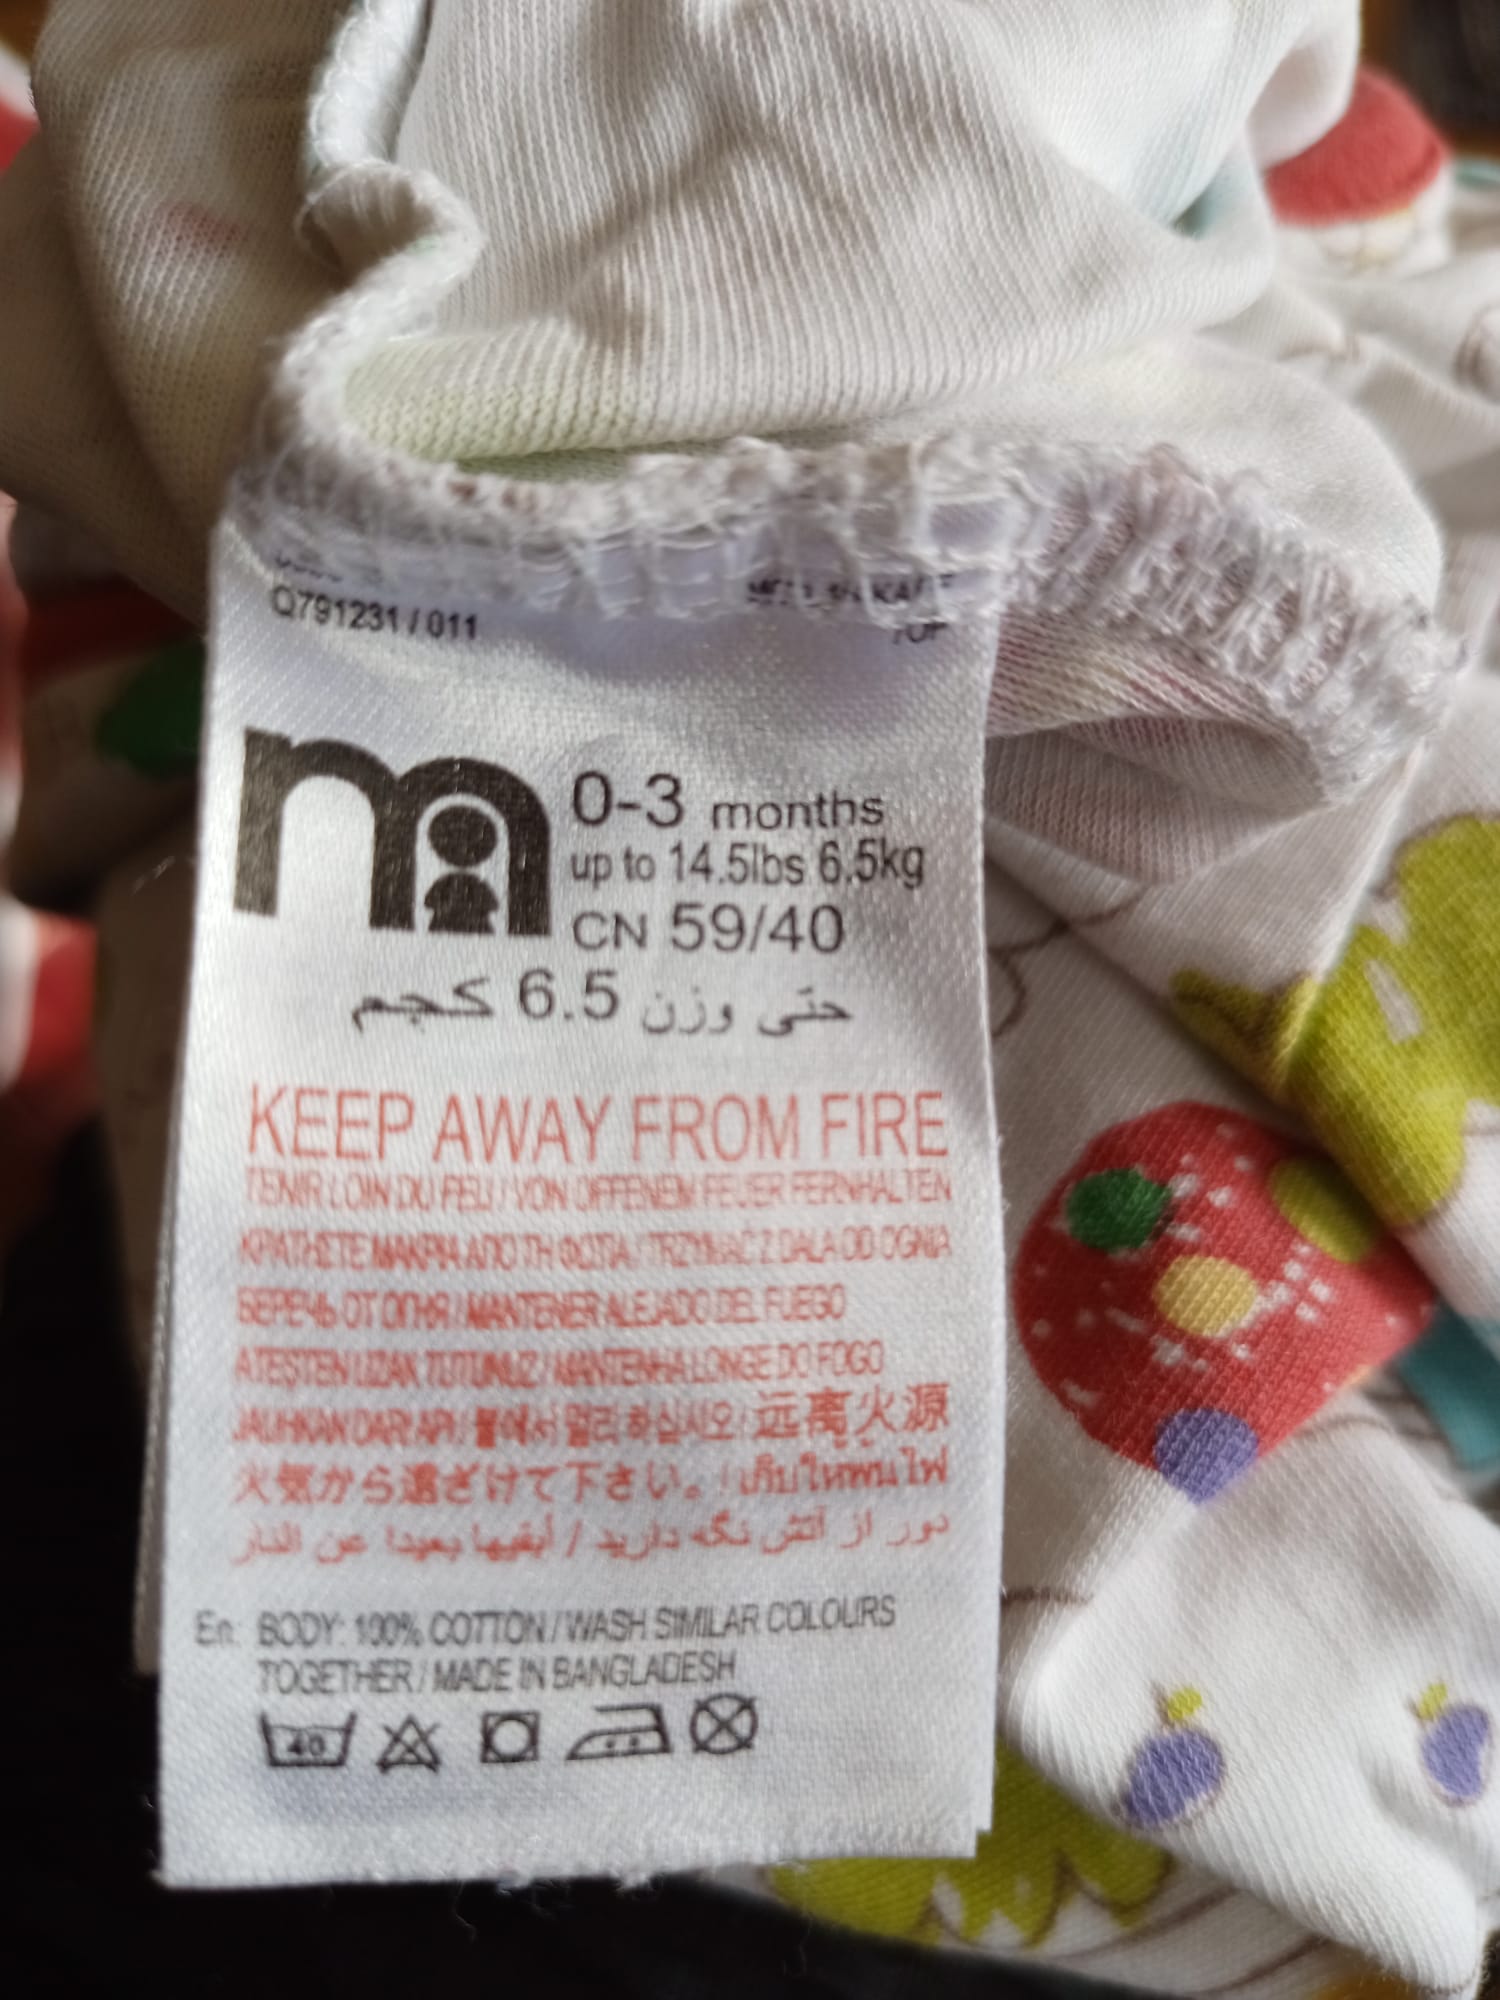 Q791231 / 011
0-3 months
up to 14.5lbs 6.5kg
CN 59/40
حتى وزن 6.5 كجم
KEEP AWAY FROM FIRE
TENIR LOIN DU FEU / VON OFFENEM FEUER FERNHALTEN
ΚΡΑΤΗΣΤΕ ΜΑΚΡΙΑ ΑΠΟ ΤΗ ΦΩΤΙΑ / TRZYMAĆ Z DALA OD OGNIA
БЕРЕЧЬ ОТ ОГНЯ / MANTENER ALEJADO DEL FUEGO
ATEŞTEN UZAK TUTUNUZ / MANTENHA LONGE DO FOGO
JAUHKAN DARI API / 불에서 멀리 하십시오 / 远离火源
火気から遠ざけて下さい。 / เก็บให้พ้นไฟ
دور از آتش نگه دارید / أبقيها بعيدا عن النار
En: BODY: 100% COTTON / WASH SIMILAR COLOURS
TOGETHER / MADE IN BANGLADESH
40